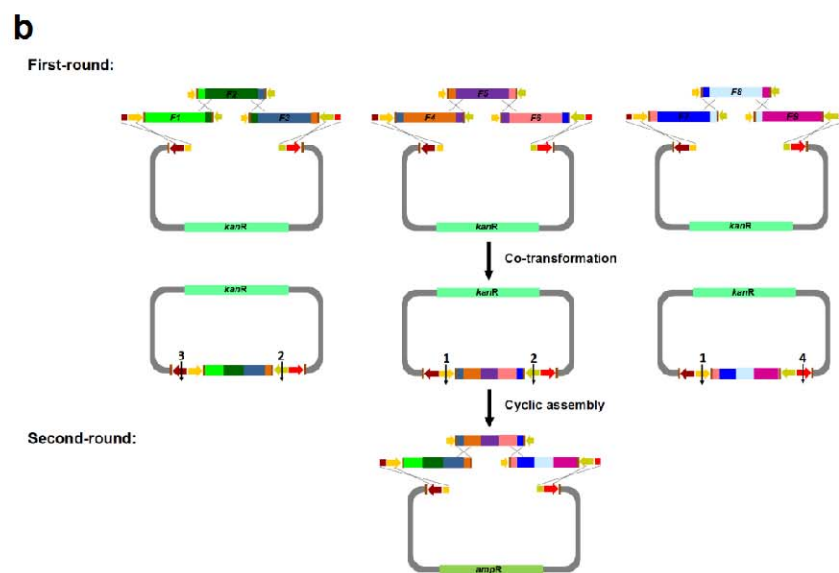 b
First-round:
F2 F5 F8
F1 F3 F4 F6 F9
kanR kanR kanR
Co-transformation
kanR kanR kanR
3 2 1 2 1 4
Cyclic assembly
Second-round:
ampR